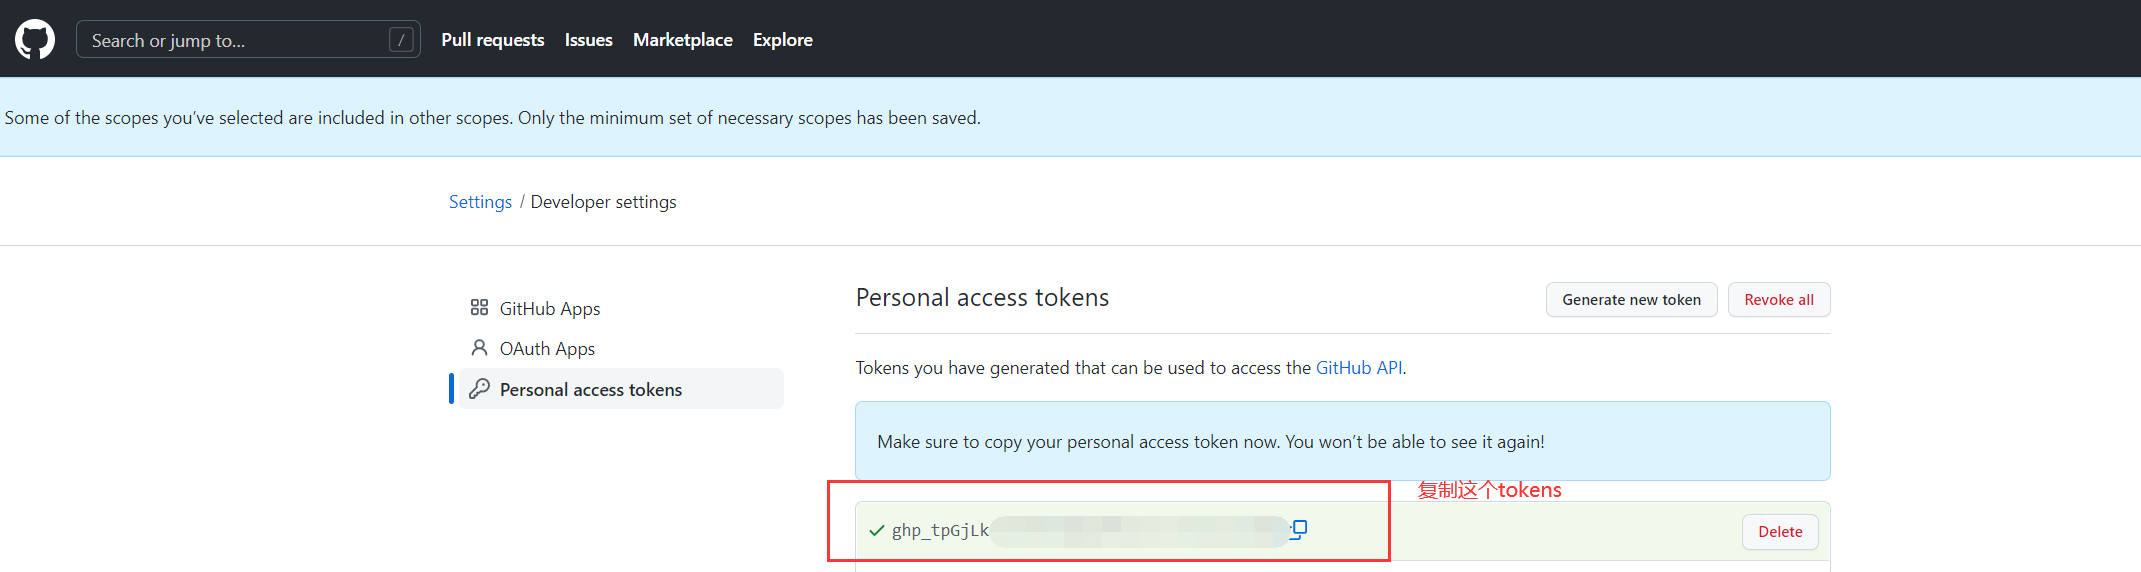 Search or jump to... /
Pull requests Issues Marketplace Explore
Some of the scopes you've selected are included in other scopes. Only the minimum set of necessary scopes has been saved.
Settings / Developer settings
GitHub Apps
OAuth Apps
Personal access tokens
Personal access tokens
Generate new token
Revoke all
Tokens you have generated that can be used to access the GitHub API.
Make sure to copy your personal access token now. You won't be able to see it again!
复制这个tokens
ghp_tpGjLk
Delete